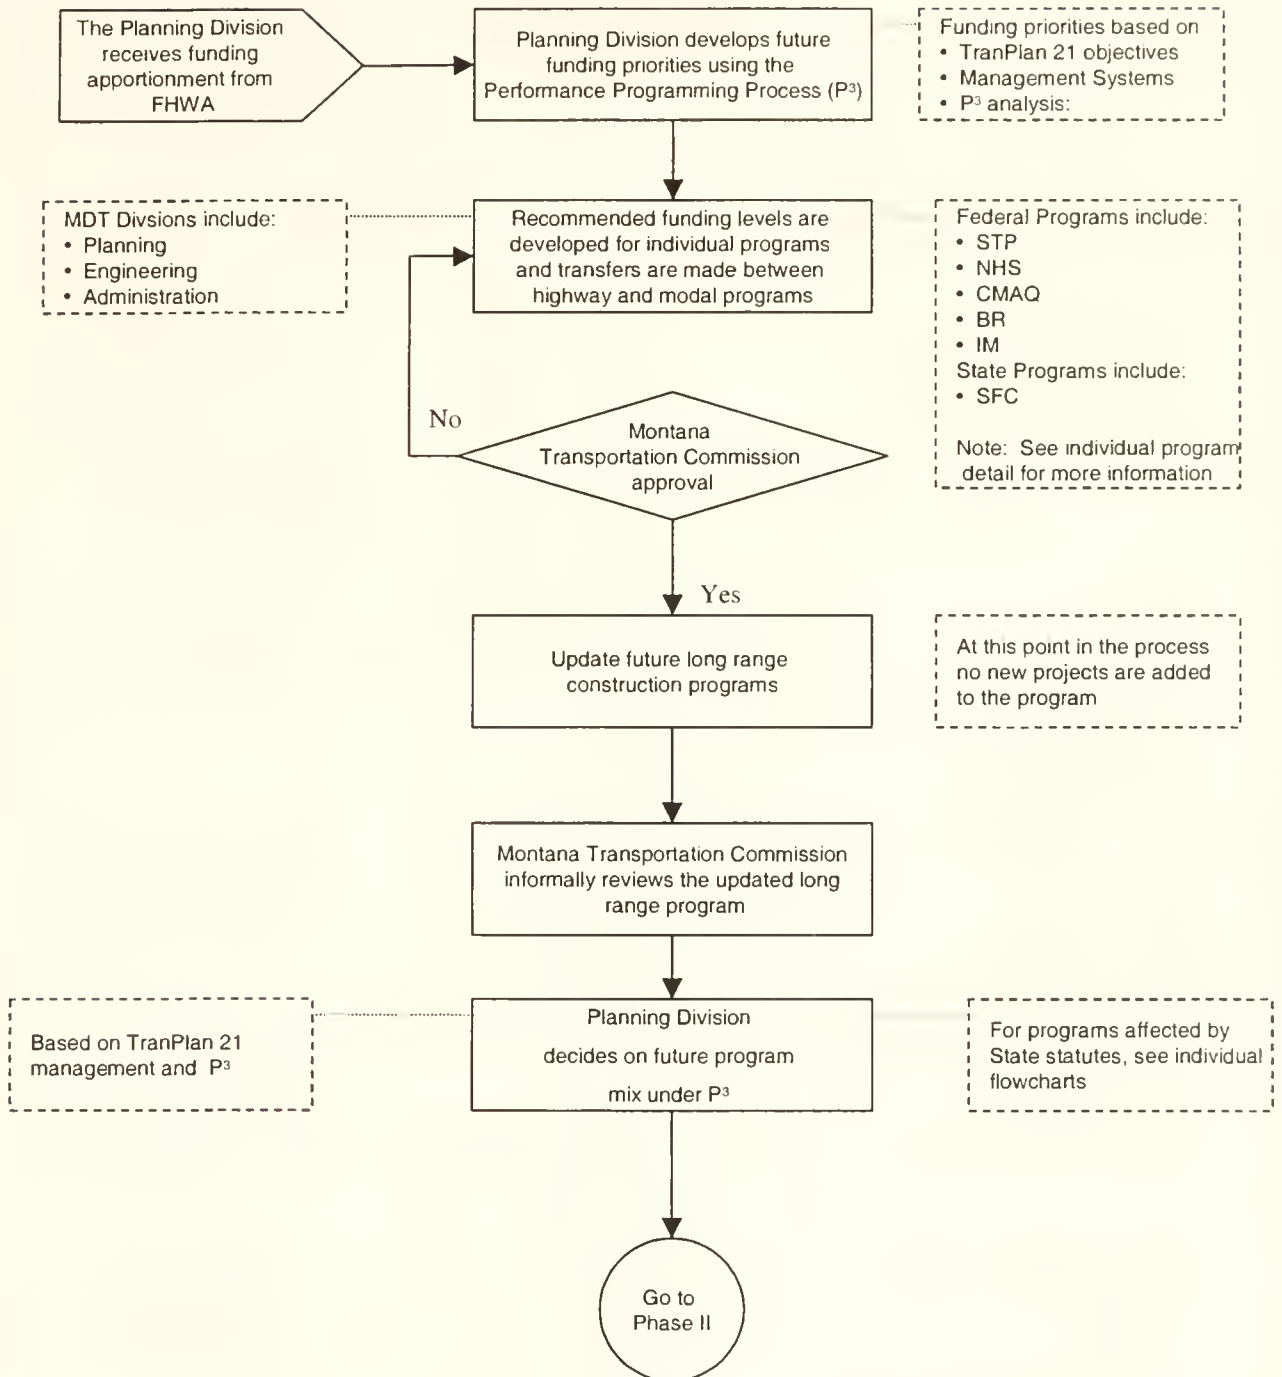 The Planning Division
receives funding
apportionment from
FHWA
Planning Division develops future
funding priorities using the
Performance Programming Process (P³)
Funding priorities based on
• TranPlan 21 objectives
• Management Systems
• P³ analysis:
MDT Divsions include:
• Planning
• Engineering
• Administration
Recommended funding levels are
developed for individual programs
and transfers are made between
highway and modal programs
Federal Programs include:
• STP
• NHS
• CMAQ
• BR
• IM
State Programs include:
• SFC
Note: See individual program
detail for more information
No
Montana
Transportation Commission
approval
Yes
Update future long range
construction programs
At this point in the process
no new projects are added
to the program
Montana Transportation Commission
informally reviews the updated long
range program
Based on TranPlan 21
management and P³
Planning Division
decides on future program
mix under P³
For programs affected by
State statutes, see individual
flowcharts
Go to
Phase II